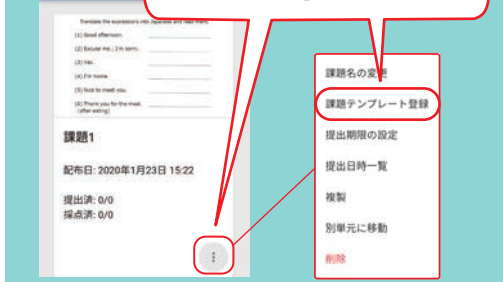 Translate the expressions into Japanese and read them.
(1) Good afternoon.
(2) Excuse me.; I'm sorry.
(3) Yes.
(4) I'm home.
(5) Nice to meet you.
(6) Thank you for the meal.
(after eating)
課題1
配布日: 2020年1月23日 15:22
提出済: 0/0
採点済: 0/0
課題名の変更
課題テンプレート登録
提出期限の設定
提出日時一覧
複製
別単元に移動
削除